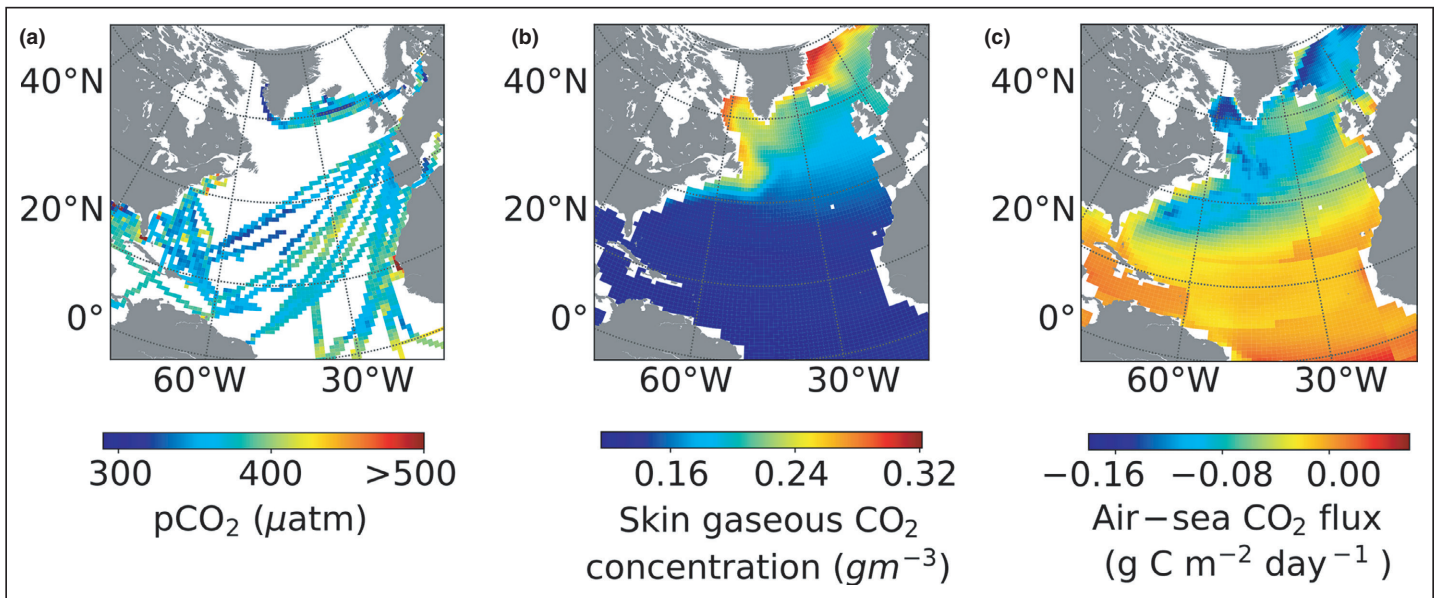 (a)
40°N
20°N
0°
60°W 30°W
300 400 >500
pCO₂ (μatm)
(b)
40°N
20°N
0°
60°W 30°W
0.16 0.24 0.32
Skin gaseous CO₂
concentration (gm⁻³)
(c)
40°N
20°N
0°
60°W 30°W
−0.16 −0.08 0.00
Air−sea CO₂ flux
(g C m⁻² day⁻¹ )